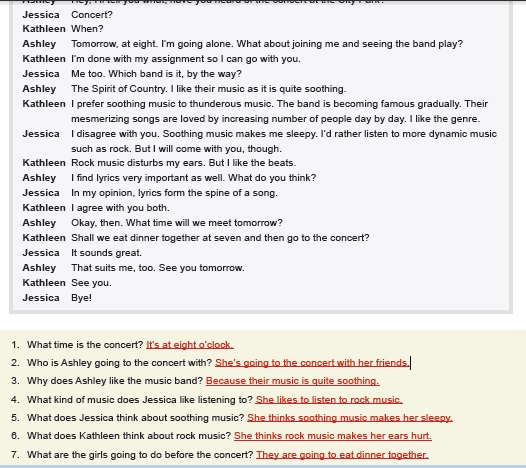 tell you what, have you heard of the concert at the City Park?
Jessica Concert?
Kathleen When?
Ashley Tomorrow, at eight. I'm going alone. What about joining me and seeing the band play?
Kathleen I'm done with my assignment so I can go with you.
Jessica Me too. Which band is it, by the way?
Ashley The Spirit of Country. I like their music as it is quite soothing.
Kathleen I prefer soothing music to thunderous music. The band is becoming famous gradually. Their
mesmerizing songs are loved by increasing number of people day by day. I like the genre.
Jessica I disagree with you. Soothing music makes me sleepy. I'd rather listen to more dynamic music
such as rock. But I will come with you, though.
Kathleen Rock music disturbs my ears. But I like the beats.
Ashley I find lyrics very important as well. What do you think?
Jessica In my opinion, lyrics form the spine of a song.
Kathleen I agree with you both.
Ashley Okay, then. What time will we meet tomorrow?
Kathleen Shall we eat dinner together at seven and then go to the concert?
Jessica It sounds great.
Ashley That suits me, too. See you tomorrow.
Kathleen See you.
Jessica Bye!
1. What time is the concert? It's at eight o'clock.
2. Who is Ashley going to the concert with? She's going to the concert with her friends.
3. Why does Ashley like the music band? Because their music is quite soothing.
4. What kind of music does Jessica like listening to? She likes to listen to rock music.
5. What does Jessica think about soothing music? She thinks soothing music makes her sleepy.
6. What does Kathleen think about rock music? She thinks rock music makes her ears hurt.
7. What are the girls going to do before the concert? They are going to eat dinner together.